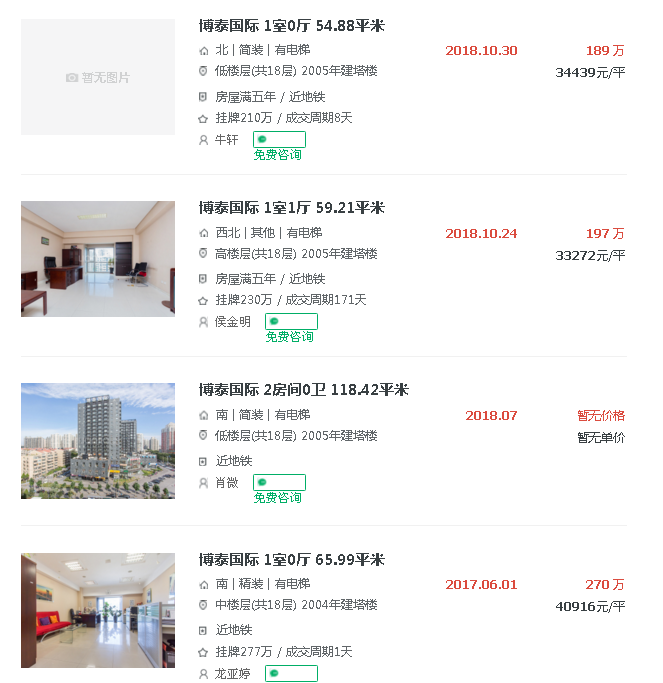 暂无图片
博泰国际 1室0厅 54.88平米
北 | 简装 | 有电梯
2018.10.30
189 万
低楼层(共18层) 2005年建塔楼
34439元/平
房屋满五年 / 近地铁
挂牌210万 / 成交周期8天
牛轩
免费咨询
博泰国际 1室1厅 59.21平米
西北 | 其他 | 有电梯
2018.10.24
197 万
高楼层(共18层) 2005年建塔楼
33272元/平
房屋满五年 / 近地铁
挂牌230万 / 成交周期171天
侯金明
免费咨询
博泰国际 2房间0卫 118.42平米
南 | 简装 | 有电梯
2018.07
暂无价格
低楼层(共18层) 2005年建塔楼
暂无单价
近地铁
肖微
免费咨询
博泰国际 1室0厅 65.99平米
南 | 精装 | 有电梯
2017.06.01
270 万
中楼层(共18层) 2004年建塔楼
40916元/平
近地铁
挂牌277万 / 成交周期1天
龙亚婷